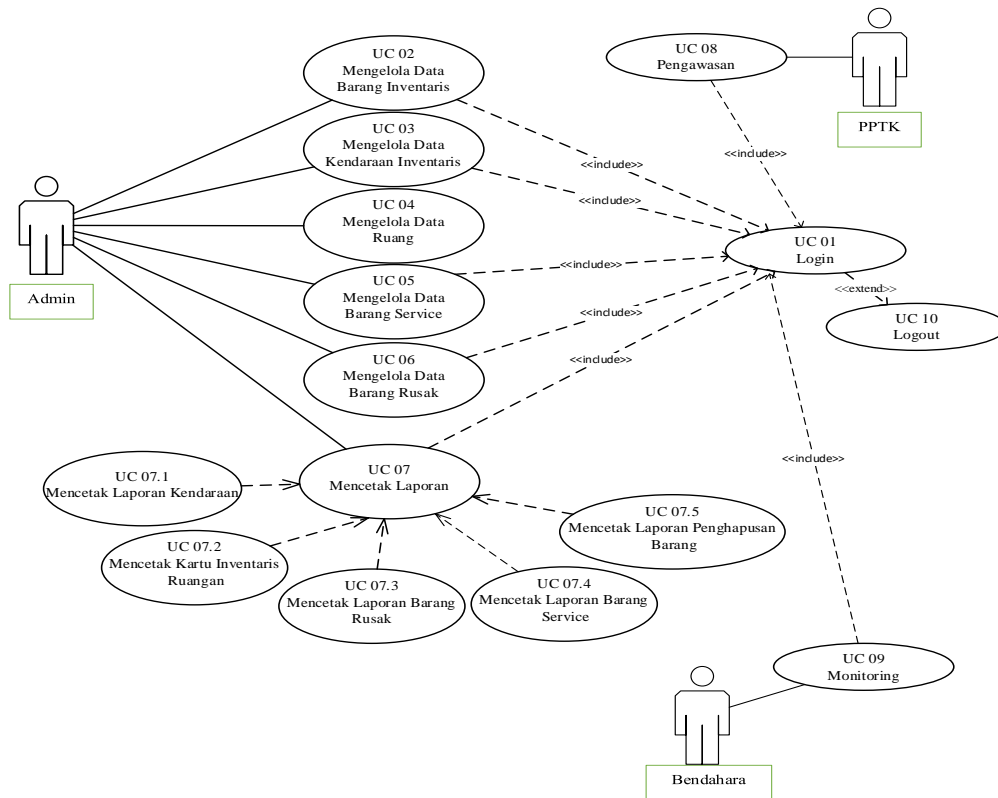 UC 02
Mengelola Data
Barang Inventaris
UC 03
Mengelola Data
Kendaraan Inventaris
UC 04
Mengelola Data
Ruang
UC 05
Mengelola Data
Barang Service
UC 06
Mengelola Data
Barang Rusak
Admin
UC 08
Pengawasan
PPTK
<<include>>
<<include>>
<<include>>
<<include>>
<<include>>
<<include>>
UC 01
Login
<<extend>>
UC 10
Logout
UC 07
Mencetak Laporan
UC 07.1
Mencetak Laporan Kendaraan
UC 07.2
Mencetak Kartu Inventaris
Ruangan
UC 07.3
Mencetak Laporan Barang
Rusak
UC 07.4
Mencetak Laporan Barang
Service
UC 07.5
Mencetak Laporan Penghapusan
Barang
<<include>>
UC 09
Monitoring
Bendahara